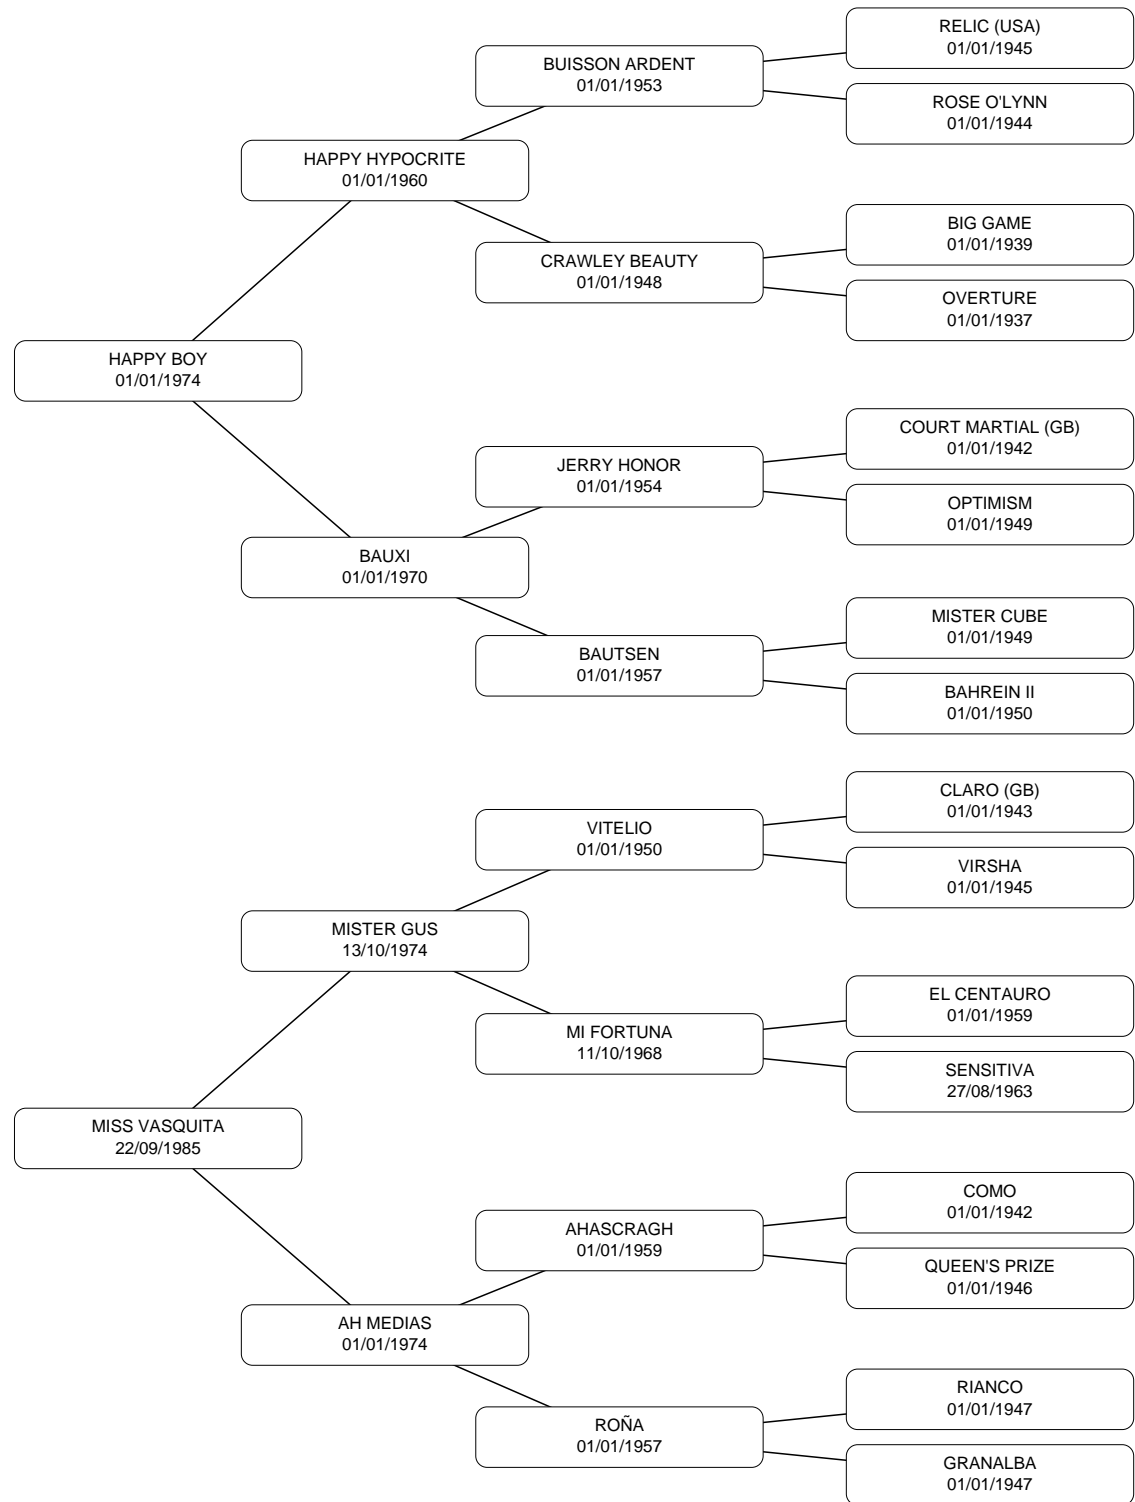 RELIC (USA)
01/01/1945
BUISSON ARDENT
01/01/1953
ROSE O'LYNN
01/01/1944
HAPPY HYPOCRITE
01/01/1960
BIG GAME
01/01/1939
CRAWLEY BEAUTY
01/01/1948
OVERTURE
01/01/1937
HAPPY BOY
01/01/1974
COURT MARTIAL (GB)
01/01/1942
JERRY HONOR
01/01/1954
OPTIMISM
01/01/1949
BAUXI
01/01/1970
MISTER CUBE
01/01/1949
BAUTSEN
01/01/1957
BAHREIN II
01/01/1950
CLARO (GB)
01/01/1943
VITELIO
01/01/1950
VIRSHA
01/01/1945
MISTER GUS
13/10/1974
EL CENTAURO
01/01/1959
MI FORTUNA
11/10/1968
SENSITIVA
27/08/1963
MISS VASQUITA
22/09/1985
COMO
01/01/1942
AHASCRAGH
01/01/1959
QUEEN'S PRIZE
01/01/1946
AH MEDIAS
01/01/1974
RIANCO
01/01/1947
ROÑA
01/01/1957
GRANALBA
01/01/1947